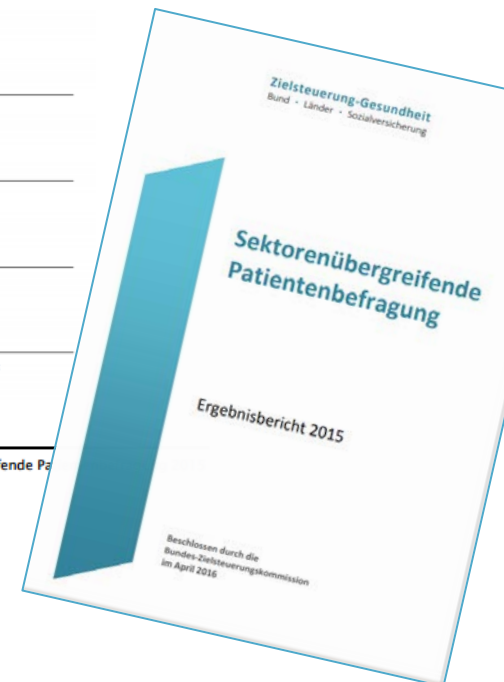 Zielsteuerung-Gesundheit
Bund · Länder · Sozialversicherung
Sektorenübergreifende
Patientenbefragung
Ergebnisbericht 2015
Beschlossen durch die
Bundes-Zielsteuerungskommission
im April 2016